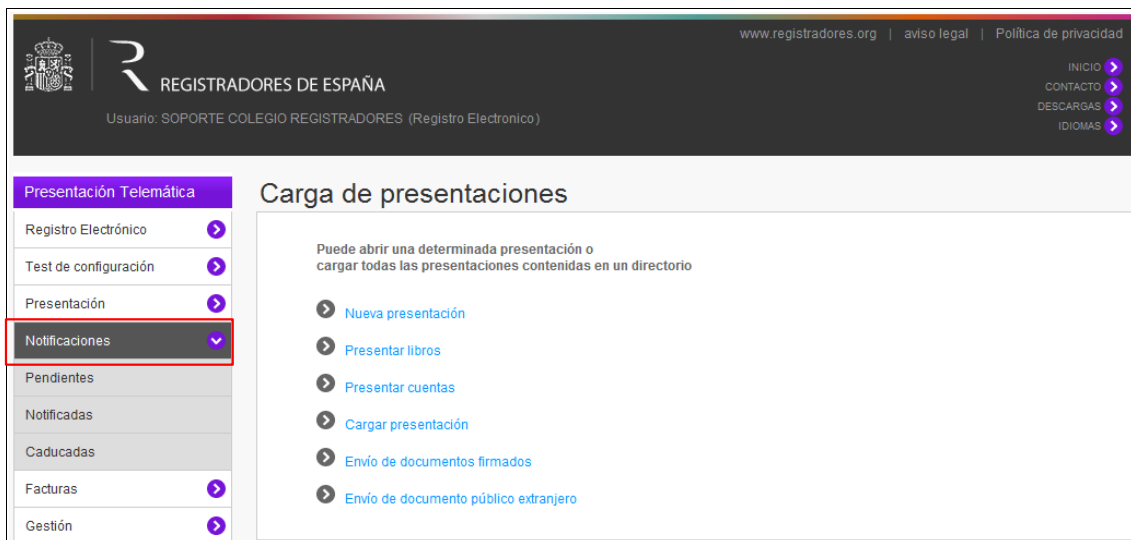 www.registradores.org | aviso legal | Política de privacidad
INICIO
CONTACTO
DESCARGAS
IDIOMAS
REGISTRADORES DE ESPAÑA
Usuario: SOPORTE COLEGIO REGISTRADORES (Registro Electronico)
Presentación Telemática
Registro Electrónico
Test de configuración
Presentación
Notificaciones
Pendientes
Notificadas
Caducadas
Facturas
Gestión
Carga de presentaciones
Puede abrir una determinada presentación o
cargar todas las presentaciones contenidas en un directorio
Nueva presentación
Presentar libros
Presentar cuentas
Cargar presentación
Envío de documentos firmados
Envío de documento público extranjero